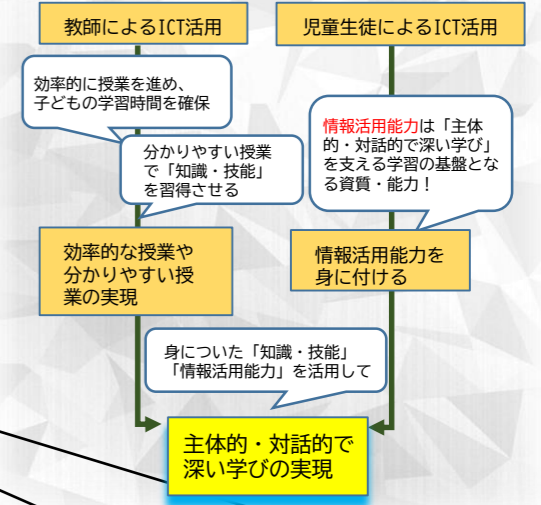 教師によるICT活用
児童生徒によるICT活用
効率的に授業を進め、
子どもの学習時間を確保
分かりやすい授業
で「知識・技能」
を習得させる
情報活用能力は「主体
的・対話的で深い学び」
を支える学習の基盤とな
る資質・能力！
効率的な授業や
分かりやすい授
業の実現
情報活用能力を
身に付ける
身についた「知識・技能」
「情報活用能力」を活用して
主体的・対話的で
深い学びの実現